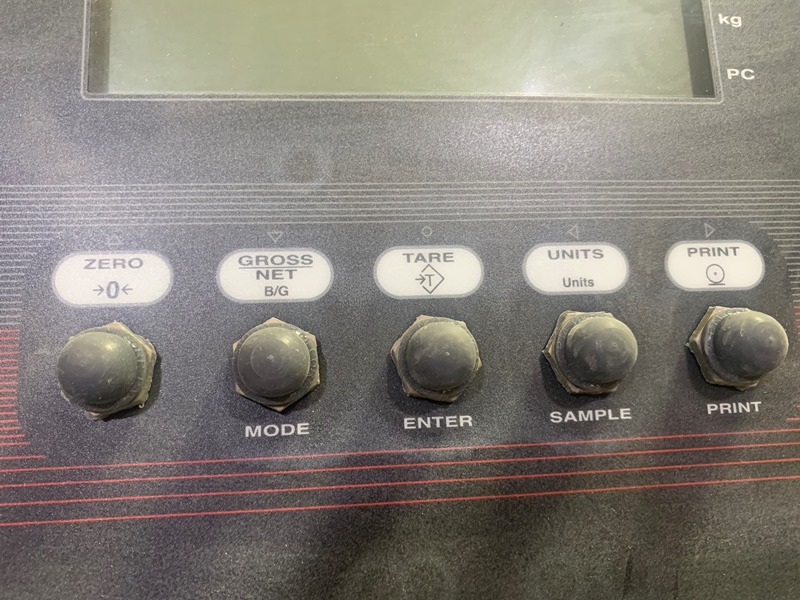 kg
PC
ZERO
→0←
GROSS
NET
B/G
TARE
→T
UNITS
Units
PRINT
MODE
ENTER
SAMPLE
PRINT